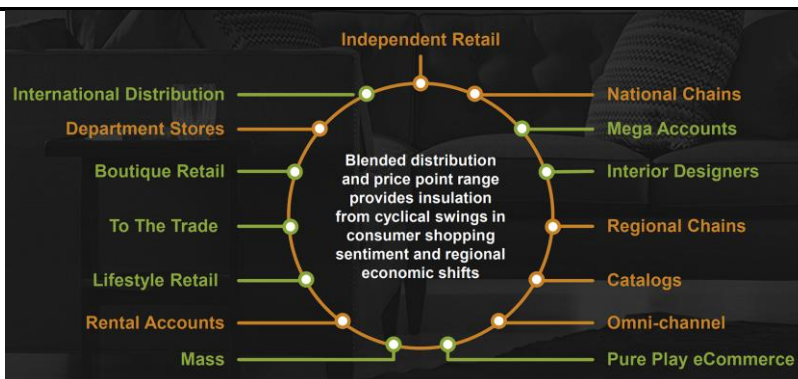 Independent Retail
International Distribution
National Chains
Department Stores
Mega Accounts
Boutique Retail
Interior Designers
To The Trade
Regional Chains
Lifestyle Retail
Catalogs
Rental Accounts
Omni-channel
Mass
Pure Play eCommerce
Blended distribution
and price point range
provides insulation
from cyclical swings in
consumer shopping
sentiment and regional
economic shifts